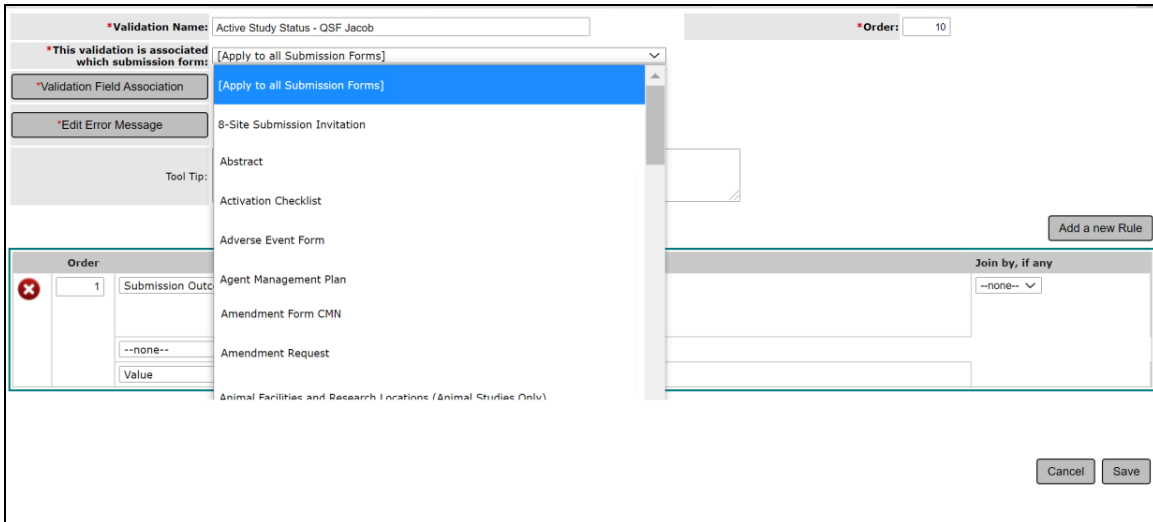 *Validation Name: Active Study Status - QSF Jacob *Order: 10
*This validation is associated
which submission form: [Apply to all Submission Forms]
*Validation Field Association
[Apply to all Submission Forms]
*Edit Error Message
8-Site Submission Invitation
Abstract
Tool Tip:
Activation Checklist
Adverse Event Form
Add a new Rule
Order Join by, if any
Agent Management Plan
1 Submission Outc --none--
Amendment Form CMN
--none-- Amendment Request
Value
Animal Facilities and Research Locations (Animal Studies Only)
Cancel Save